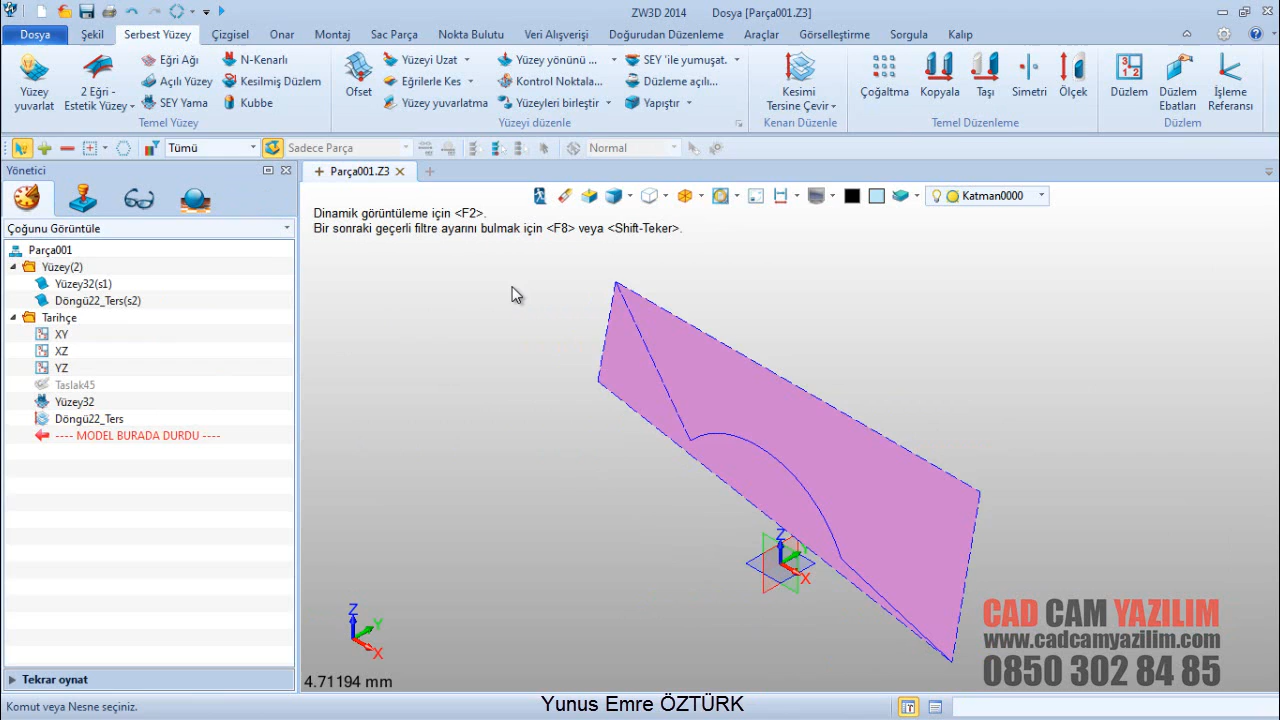 ZW3D 2014 Dosya [Parça001.Z3]
Dosya Şekil Serbest Yüzey Çizgisel Onar Montaj Sac Parça Nokta Bulutu Veri Alışverişi Doğurudan Düzenleme Araçlar Görselleştirme Sorgula Kalıp
Yüzey yuvarlat
2 Eğri - Estetik Yüzey
Eğri Ağı
Açılı Yüzey
SEY Yama
N-Kenarlı
Kesilmiş Düzlem
Kubbe
Temel Yüzey
Ofset
Yüzeyi Uzat
Eğrilerle Kes
Yüzey yuvarlatma
Yüzey yönünü ...
Kontrol Noktala...
Yüzeyleri birleştir
SEY 'ile yumuşat.
Düzleme açılı...
Yapıştır
Yüzeyi düzenle
Kesimi Tersine Çevir
Kenarı Düzenle
Çoğaltma
Kopyala
Taşı
Simetri
Ölçek
Temel Düzenleme
Düzlem
Düzlem Ebatları
İşleme Referansı
Düzlem
Tümü
Sadece Parça
Normal
Yönetici
Parça001.Z3
Çoğunu Görüntüle
Parça001
Yüzey(2)
Yüzey32(s1)
Döngü22_Ters(s2)
Tarihçe
XY
XZ
YZ
Taslak45
Yüzey32
Döngü22_Ters
---- MODEL BURADA DURDU ----
Tekrar oynat
Katman0000
Dinamik görüntüleme için <F2>.
Bir sonraki geçerli filtre ayarını bulmak için <F8> veya <Shift-Teker>.
Z
Y
X
Z
Y
X
4.71194 mm
CAD CAM YAZILIM
www.cadcamyazilim.com
0850 302 84 85
Komut veya Nesne seçiniz.
Yunus Emre ÖZTÜRK